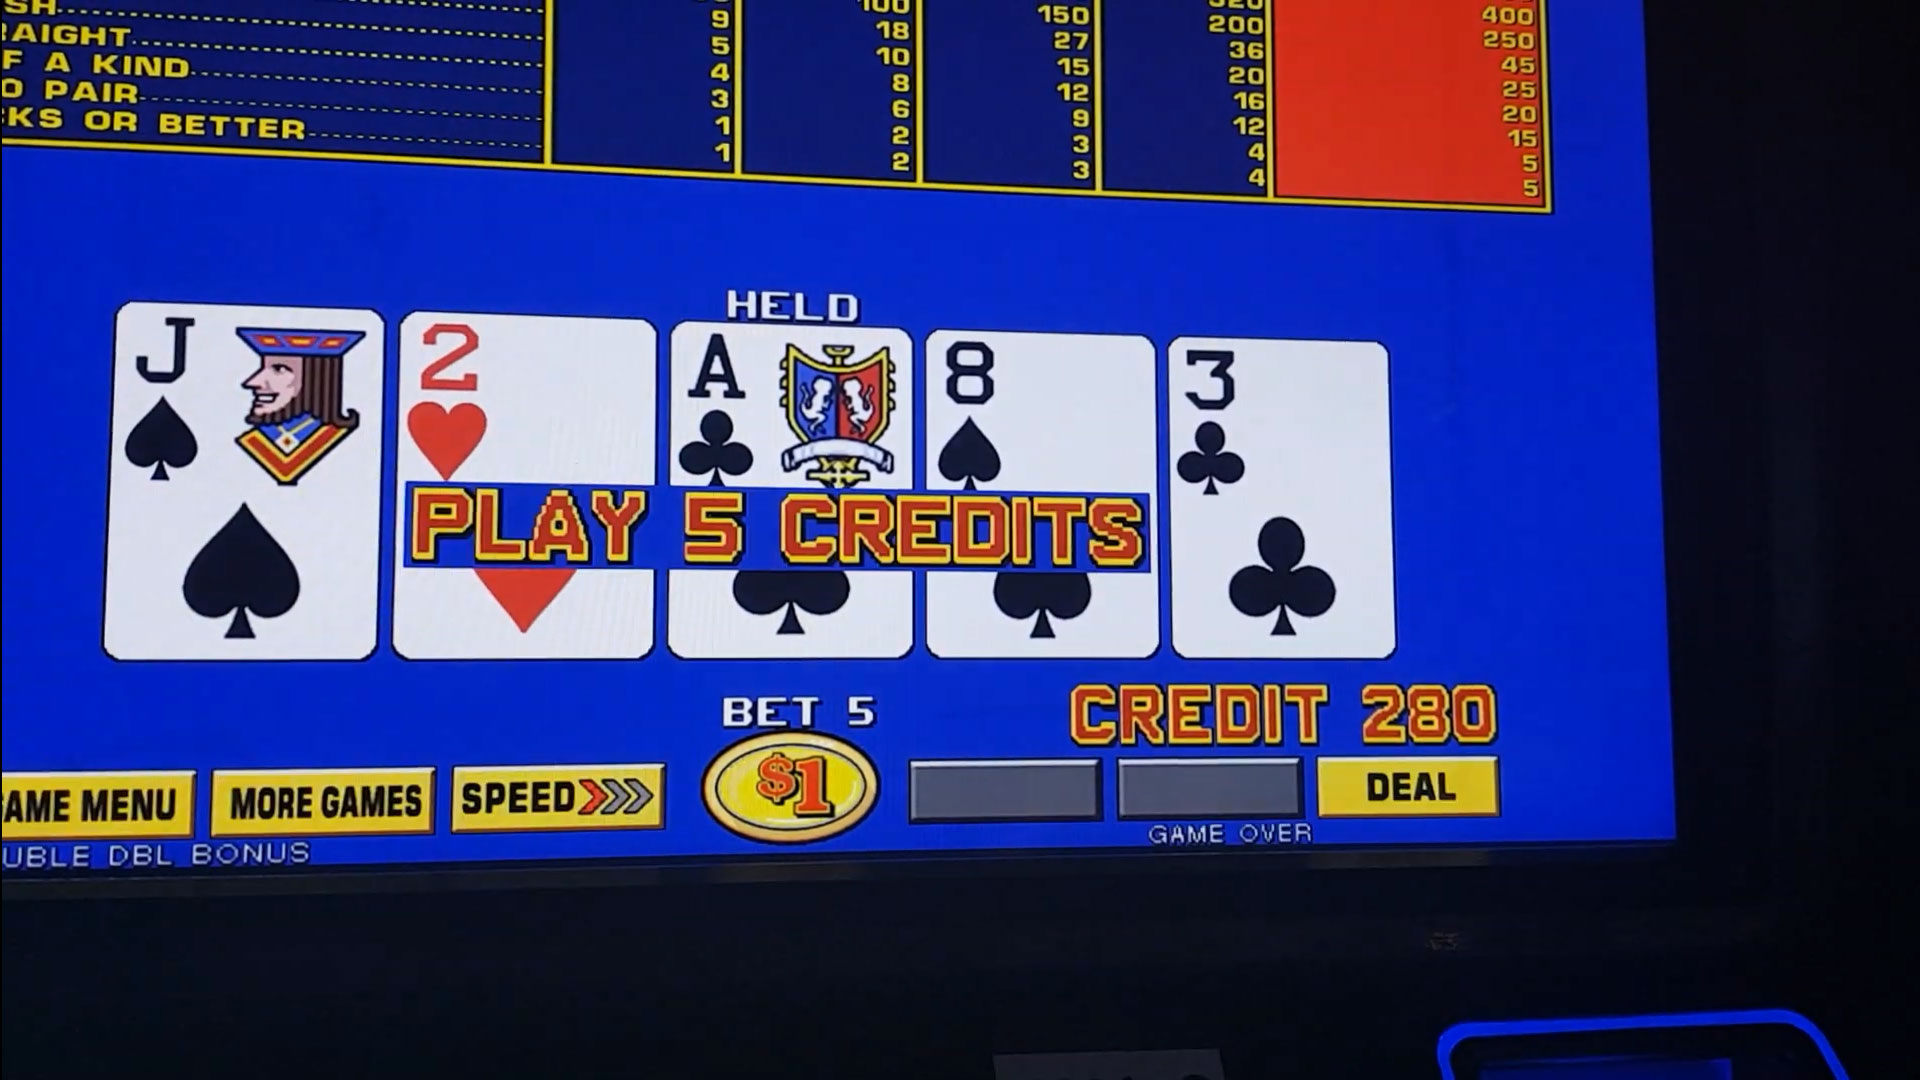 SH 9 100 150 200 400
RAIGHT 5 18 27 36 250
F A KIND 4 10 15 20 45
O PAIR 3 8 12 16 25
CKS OR BETTER 1 6 9 12 20
1 2 3 4 15
2 3 4 5
5
HELD
J 2 A 8 3
PLAY 5 CREDITS
BET 5 CREDIT 280
AME MENU MORE GAMES SPEED $1 DEAL
GAME OVER
UBLE DBL BONUS